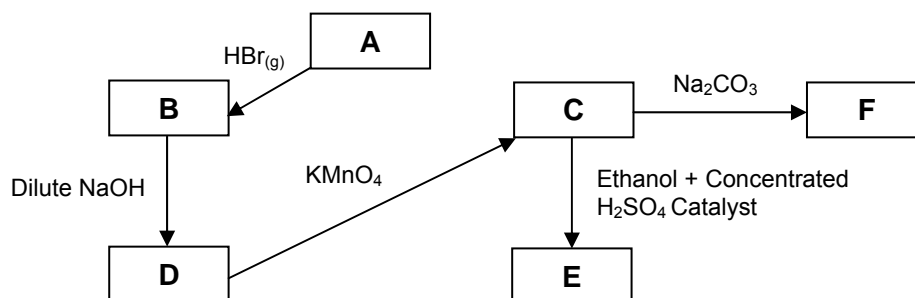 A
HBr(g)
B
C
Na₂CO₃
F
Dilute NaOH
KMnO₄
Ethanol + Concentrated
H₂SO₄ Catalyst
D
E